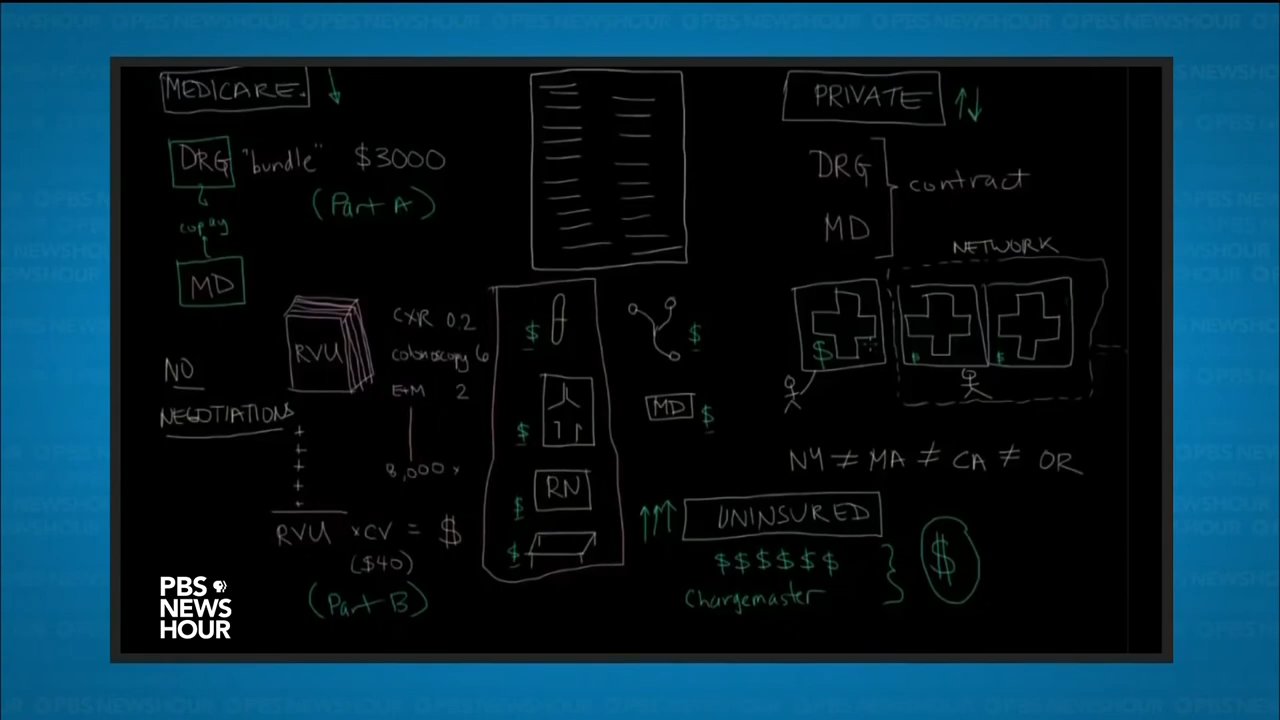 MEDICARE.
DRG "bundle" $3000
(Part A)
copay
MD
NO
NEGOTIATIONS
RVU
CXR 0.2
colonoscopy 6
E+M 2
8,000 x
+
+
+
+
+
RVU xCV = $
($40)
(Part B)
$
$
RN
$
$
$
MD $
PRIVATE
DRG
MD
contract
NETWORK
$
$
$
NY ≠ MA ≠ CA ≠ OR
UNINSURED
$$$$$$
Chargemaster
$
PBS
NEWS
HOUR